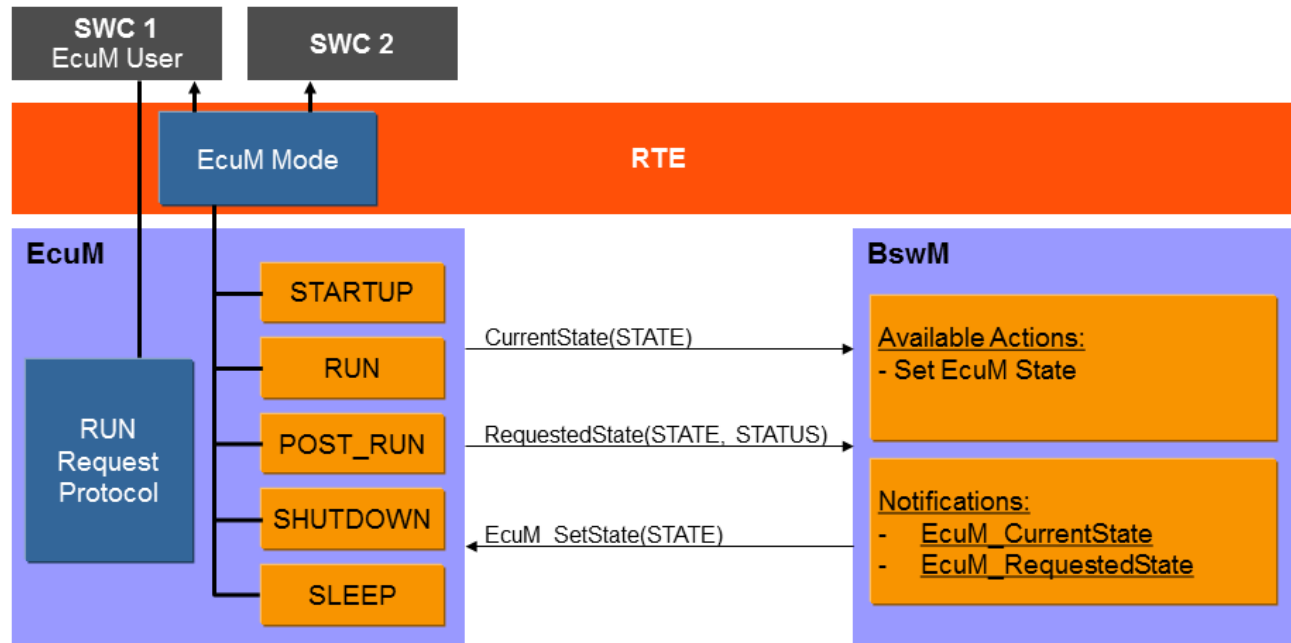 SWC 1
EcuM User
SWC 2
EcuM Mode
RTE
EcuM
STARTUP
RUN
POST_RUN
SHUTDOWN
SLEEP
RUN
Request
Protocol
CurrentState(STATE)
RequestedState(STATE, STATUS)
EcuM_SetState(STATE)
BswM
Available Actions:
- Set EcuM State
Notifications:
- EcuM_CurrentState
- EcuM_RequestedState